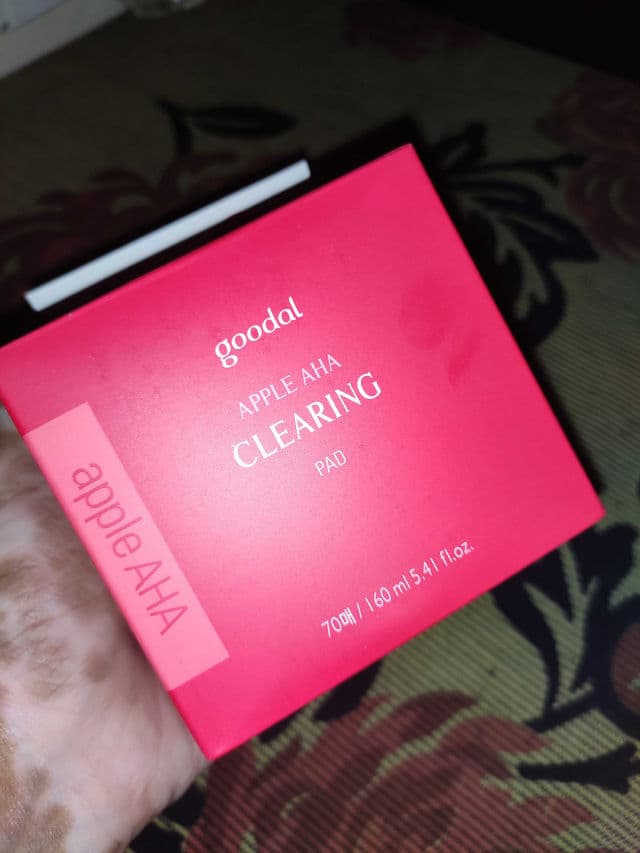 goodal
APPLE AHA
CLEARING
PAD
70매 / 160 ml 5.41 fl.oz.
apple AHA